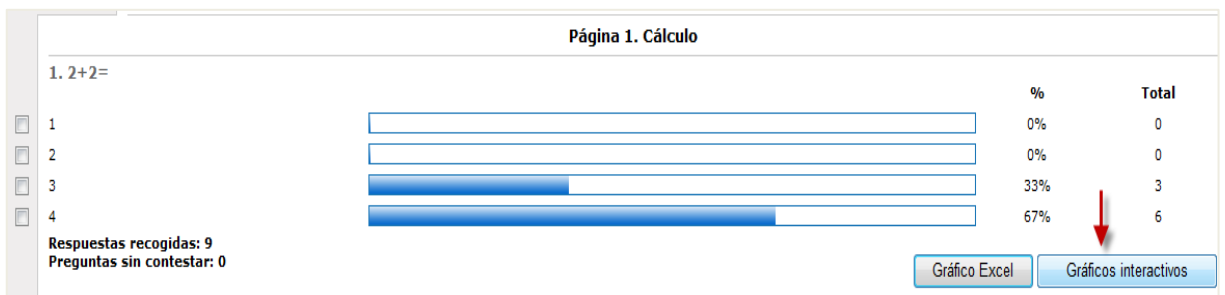 Página 1. Cálculo
1. 2+2=
% Total
1 0% 0
2 0% 0
3 33% 3
4 67% 6
Respuestas recogidas: 9
Preguntas sin contestar: 0
Gráfico Excel Gráficos interactivos